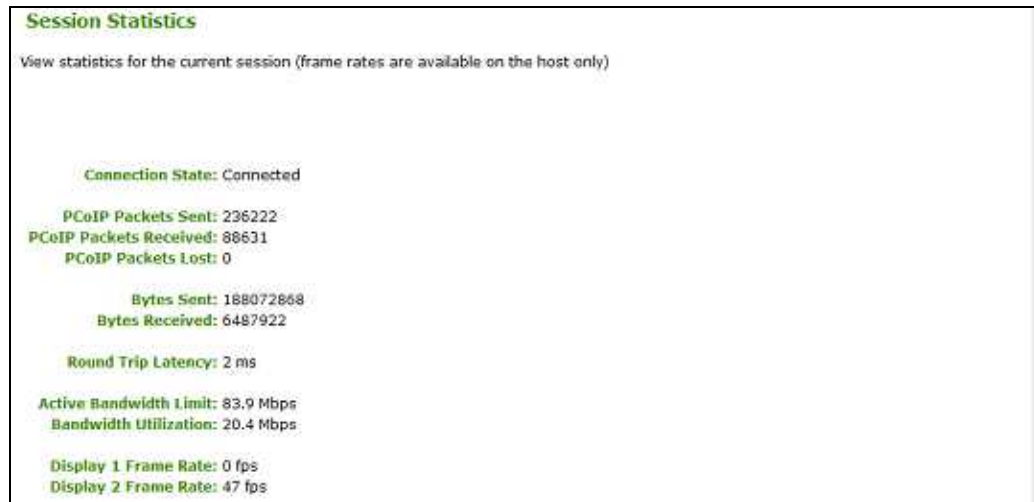 Session Statistics
View statistics for the current session (frame rates are available on the host only)
Connection State: Connected
PCoIP Packets Sent: 236222
PCoIP Packets Received: 88631
PCoIP Packets Lost: 0
Bytes Sent: 188072868
Bytes Received: 6487922
Round Trip Latency: 2 ms
Active Bandwidth Limit: 83.9 Mbps
Bandwidth Utilization: 20.4 Mbps
Display 1 Frame Rate: 0 fps
Display 2 Frame Rate: 47 fps